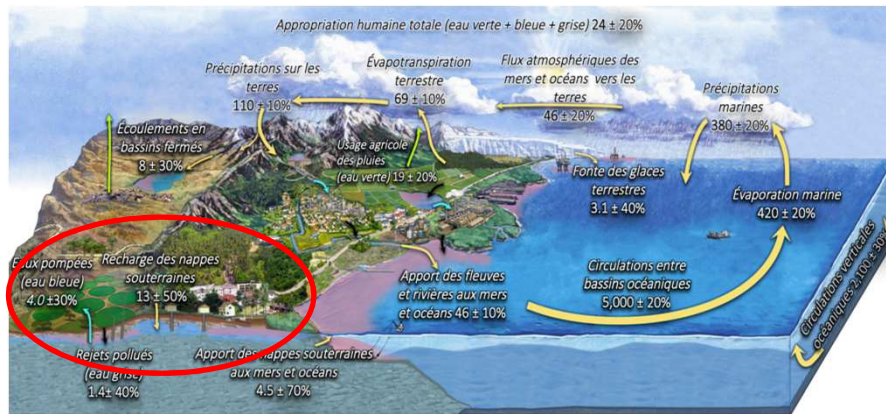 Appropriation humaine totale (eau verte + bleue + grise) 24 ± 20%
Précipitations sur les
terres
110 ± 10%
Évapotranspiration
terrestre
69 ± 10%
Flux atmosphériques des
mers et océans vers les
terres
46 ± 20%
Précipitations
marines
380 ± 20%
Écoulements en
bassins fermés
8 ± 30%
Usage agricole
des pluies
(eau verte) 19 ± 20%
Fonte des glaces
terrestres
3.1 ± 40%
Évaporation marine
420 ± 20%
Eaux pompées
(eau bleue)
4.0 ±30%
Recharge des nappes
souterraines
13 ± 50%
Apport des fleuves
et rivières aux mers
et océans 46 ± 10%
Circulations entre
bassins océaniques
5,000 ± 20%
Circulations verticales
océaniques 2,100 ± 30%
Rejets pollués
(eau grise)
1.4± 40%
Apport des nappes souterraines
aux mers et océans
4.5 ± 70%